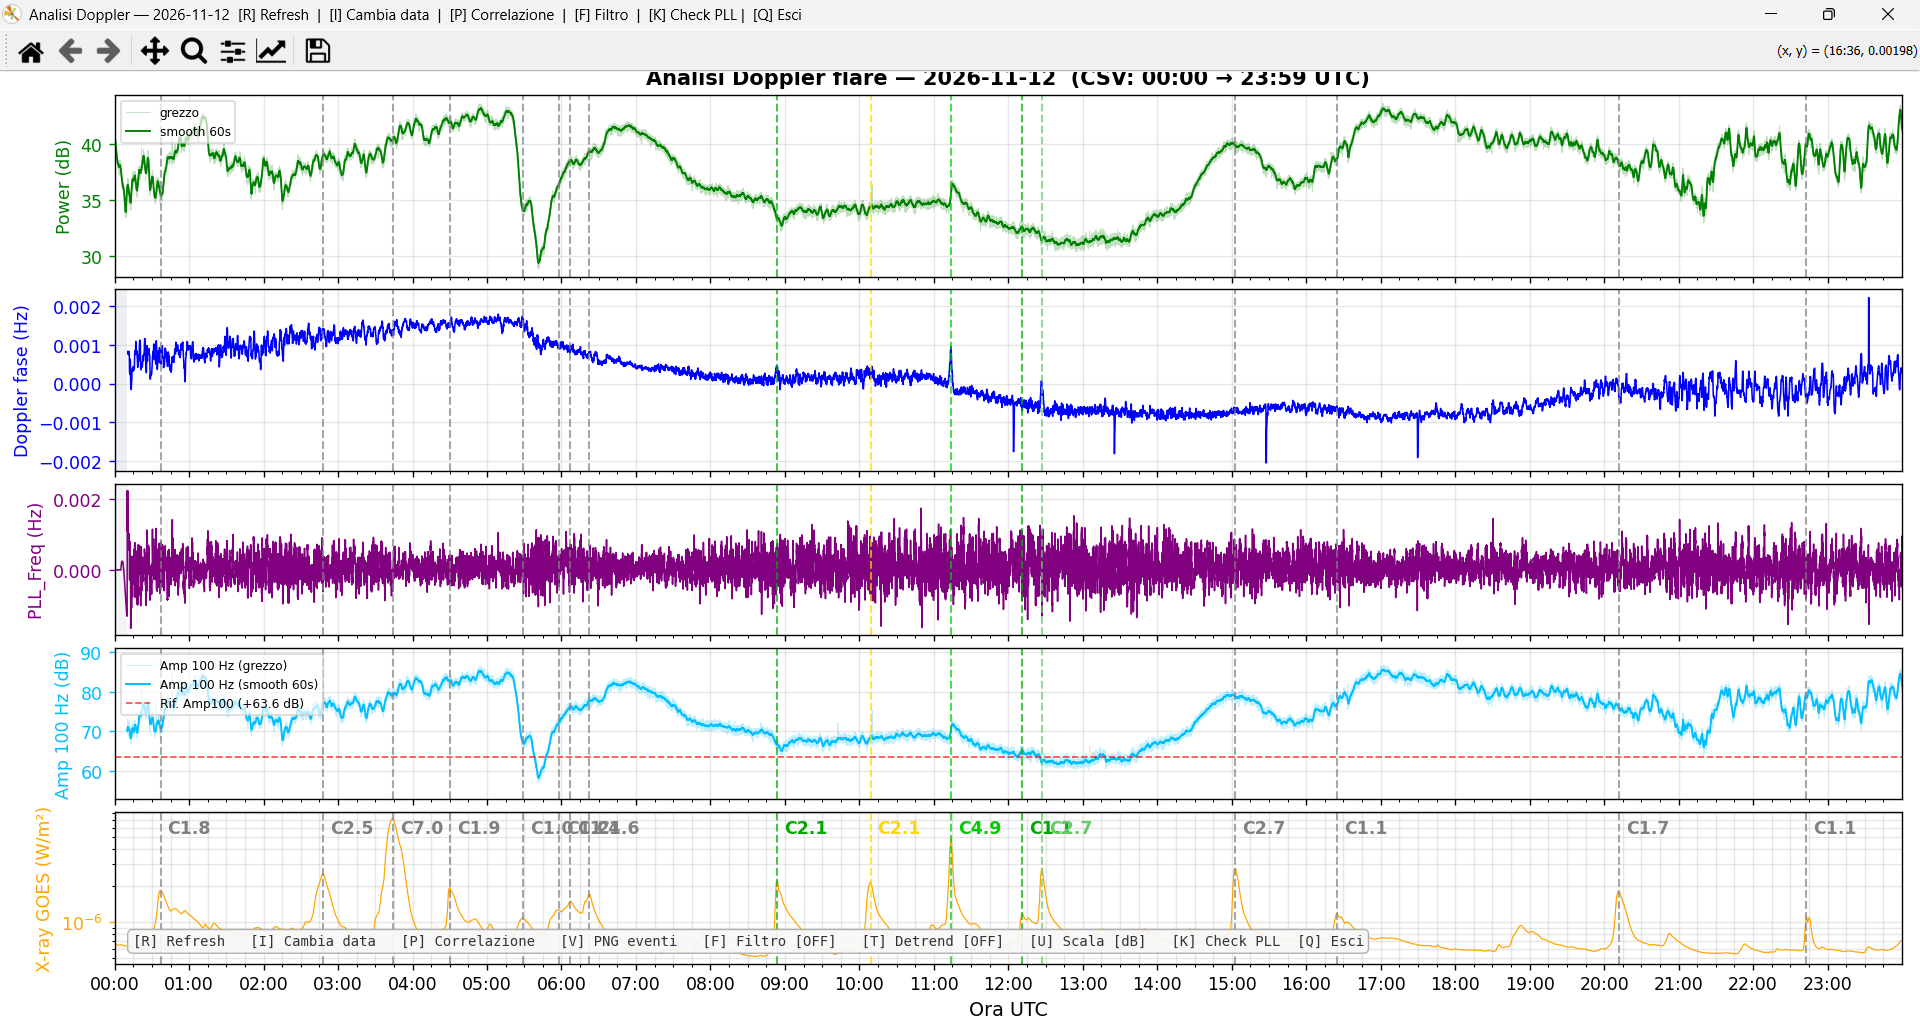 Analisi Doppler — 2026-11-12 [R] Refresh | [I] Cambia data | [P] Correlazione | [F] Filtro | [K] Check PLL | [Q] Esci
(x, y) = (16:36, 0.00198)
Analisi Doppler flare — 2026-11-12 (CSV: 00:00 → 23:59 UTC)
Power (dB)
40
35
30
grezzo
smooth 60s
Doppler fase (Hz)
0.002
0.001
0.000
−0.001
−0.002
PLL_Freq (Hz)
0.002
0.000
Amp 100 Hz (dB)
90
80
70
60
Amp 100 Hz (grezzo)
Amp 100 Hz (smooth 60s)
Rif. Amp100 (+63.6 dB)
X-ray GOES (W/m²)
10⁻⁶
C1.8 C2.5 C7.0 C1.9 C2.1 C2.1 C4.9 C2.7 C1.1 C1.7 C1.1
[R] Refresh [I] Cambia data [P] Correlazione [V] PNG eventi [F] Filtro [OFF] [T] Detrend [OFF] [U] Scala [dB] [K] Check PLL [Q] Esci
00:00 01:00 02:00 03:00 04:00 05:00 06:00 07:00 08:00 09:00 10:00 11:00 12:00 13:00 14:00 15:00 16:00 17:00 18:00 19:00 20:00 21:00 22:00 23:00
Ora UTC